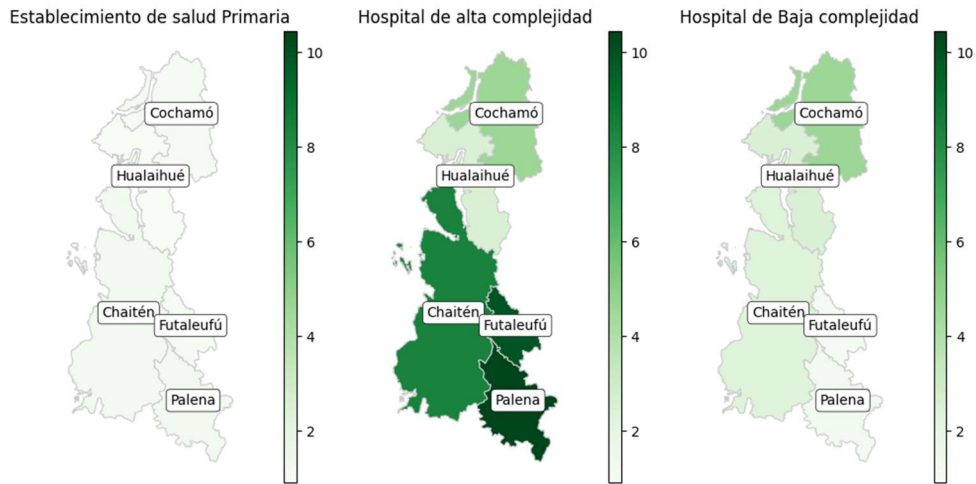 Establecimiento de salud Primaria
Cochamó
Hualaihué
Chaitén
Futaleufú
Palena
10
8
6
4
2
Hospital de alta complejidad
Cochamó
Hualaihué
Chaitén
Futaleufú
Palena
10
8
6
4
2
Hospital de Baja complejidad
Cochamó
Hualaihué
Chaitén
Futaleufú
Palena
10
8
6
4
2